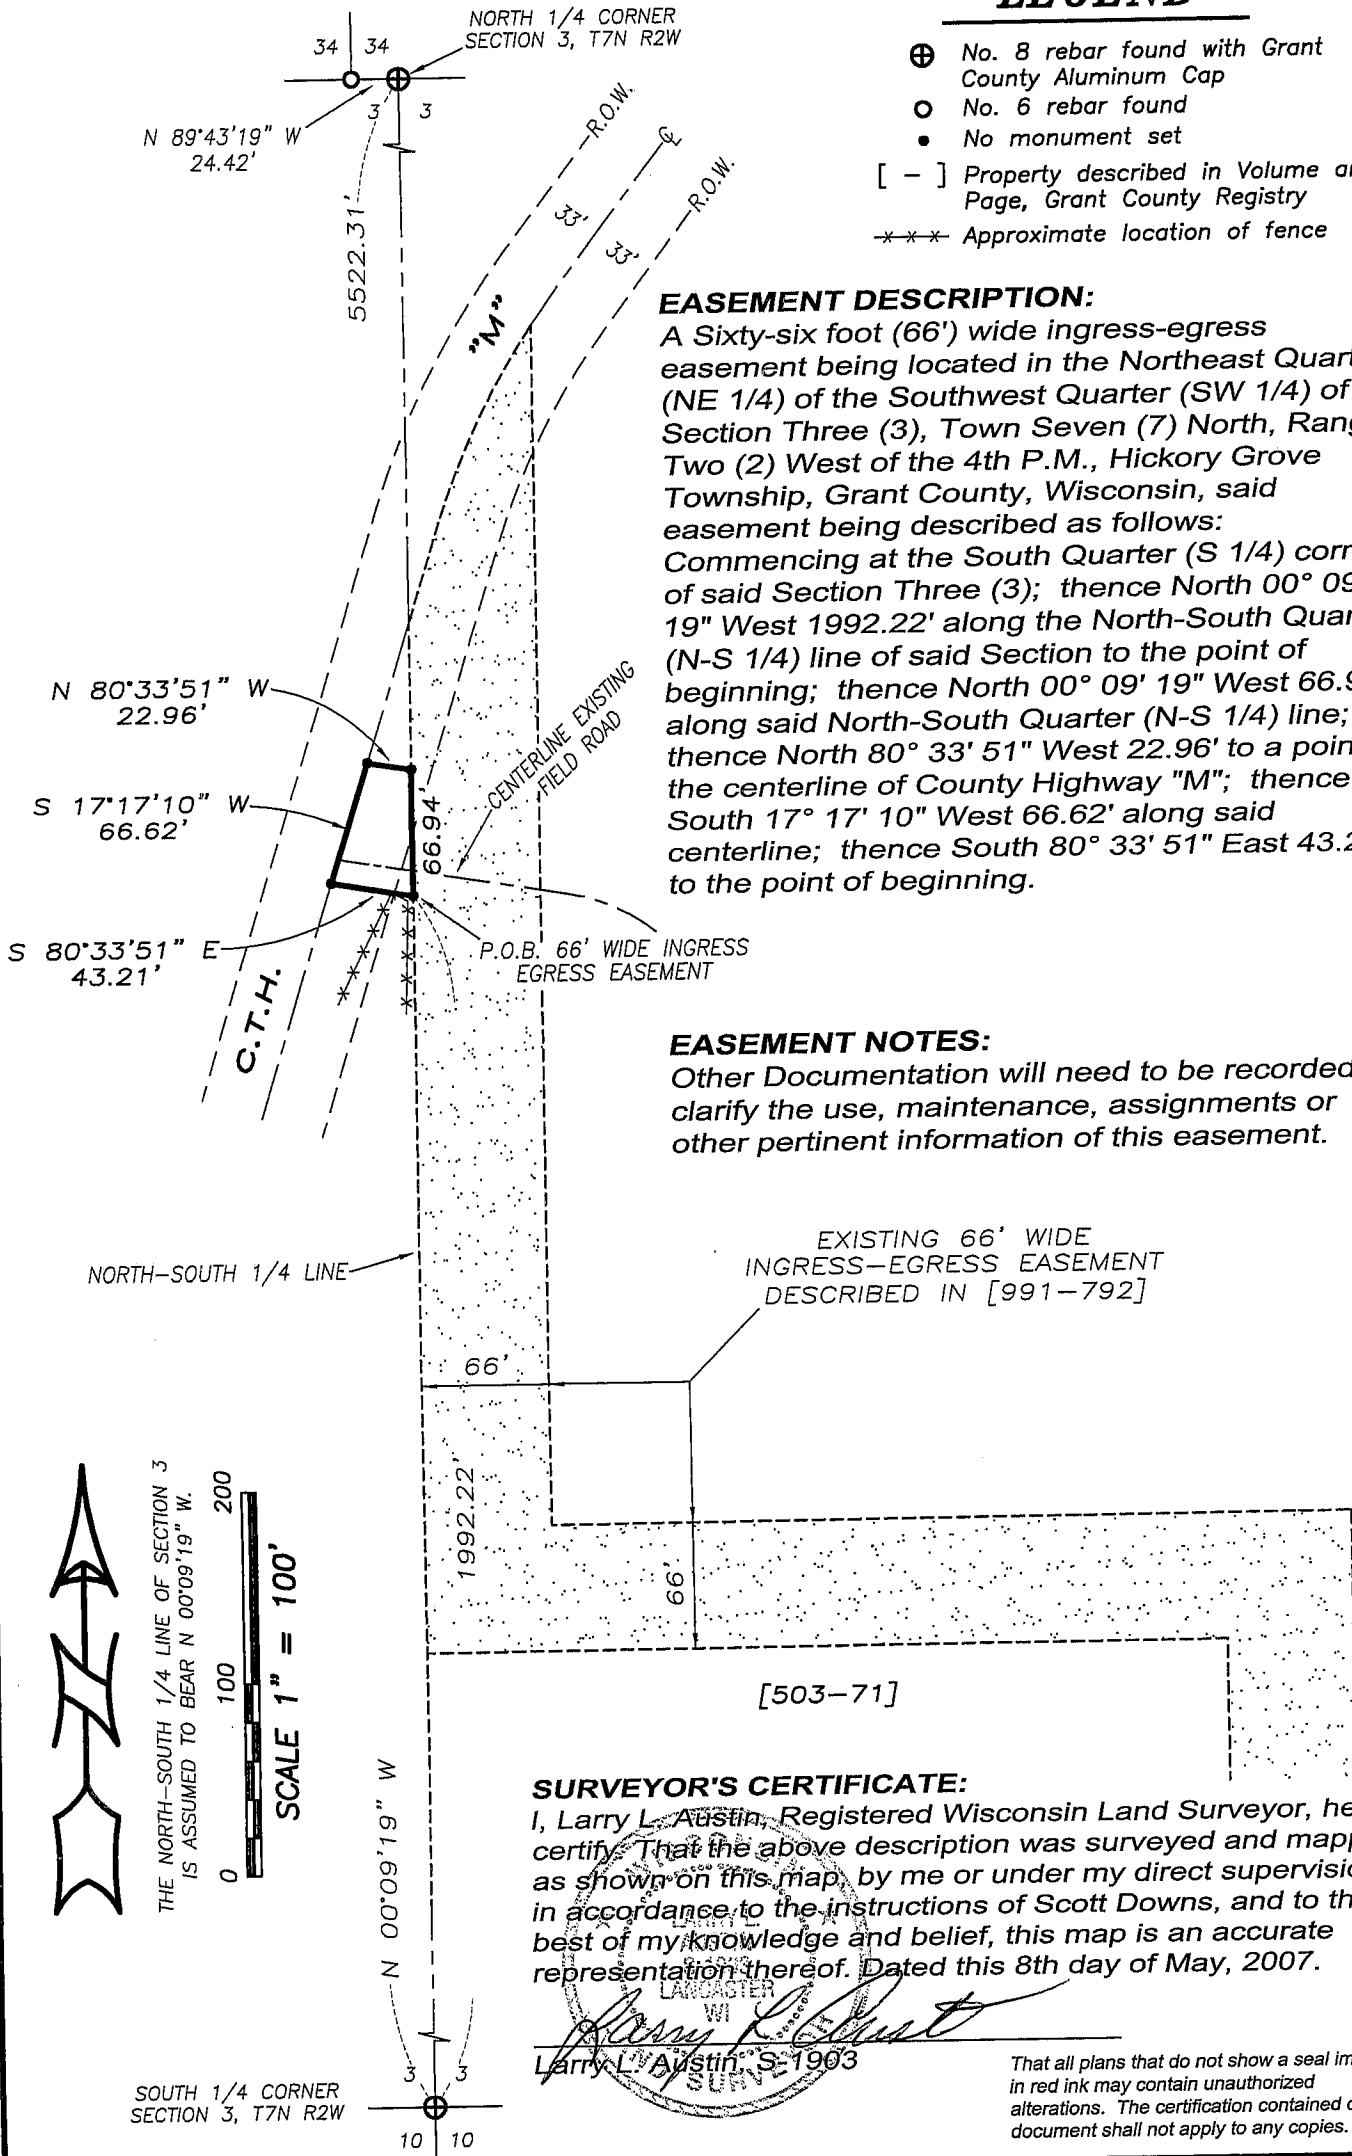 LEGEND
No. 8 rebar found with Grant
County Aluminum Cap
No. 6 rebar found
No monument set
[ - ] Property described in Volume
Page, Grant County Registry
Approximate location of fence
NORTH 1/4 CORNER
SECTION 3, T7N R2W
34 34
3 3
N 89°43'19" W
24.42'
5522.31'
R.O.W.
℄
R.O.W.
33'
33'
"M"
EASEMENT DESCRIPTION:
A Sixty-six foot (66') wide ingress-egress
easement being located in the Northeast
(NE 1/4) of the Southwest Quarter (SW 1/4) of
Section Three (3), Town Seven (7) North,
Two (2) West of the 4th P.M., Hickory Grove
Township, Grant County, Wisconsin, said
easement being described as follows:
Commencing at the South Quarter (S 1/4)
of said Section Three (3); thence North 00° 09
19" West 1992.22' along the North-South
(N-S 1/4) line of said Section to the point of
beginning; thence North 00° 09' 19" West 66.9
along said North-South Quarter (N-S 1/4) line;
thence North 80° 33' 51" West 22.96' to a
the centerline of County Highway "M"; thence
South 17° 17' 10" West 66.62' along said
centerline; thence South 80° 33' 51" East 43.2
to the point of beginning.
N 80°33'51" W
22.96'
S 17°17'10" W
66.62'
66.94'
CENTERLINE EXISTING
FIELD ROAD
S 80°33'51" E
43.21'
P.O.B. 66' WIDE INGRESS
EGRESS EASEMENT
C.T.H.
EASEMENT NOTES:
Other Documentation will need to be recorded
clarify the use, maintenance, assignments or
other pertinent information of this easement.
NORTH-SOUTH 1/4 LINE
EXISTING 66' WIDE
INGRESS-EGRESS EASEMENT
DESCRIBED IN [991-792]
66'
1992.22'
66'
[503-71]
THE NORTH-SOUTH 1/4 LINE OF SECTION 3
IS ASSUMED TO BEAR N 00°09'19" W.
0 100 200
SCALE 1" = 100'
N 00°09'19" W
SURVEYOR'S CERTIFICATE:
I, Larry L. Austin, Registered Wisconsin Land Surveyor,
certify: That the above description was surveyed and
as shown on this map, by me or under my direct
in accordance to the instructions of Scott Downs, and to
best of my knowledge and belief, this map is an accurate
representation thereof. Dated this 8th day of May, 2007.
LARRY L.
AUSTIN
LANCASTER
WI
SURVEYOR
Larry L Austin
Larry L. Austin, S-1903
3 3
SOUTH 1/4 CORNER
SECTION 3, T7N R2W
10 10
That all plans that do not show a seal
in red ink may contain unauthorized
alterations. The certification contained
document shall not apply to any copies.